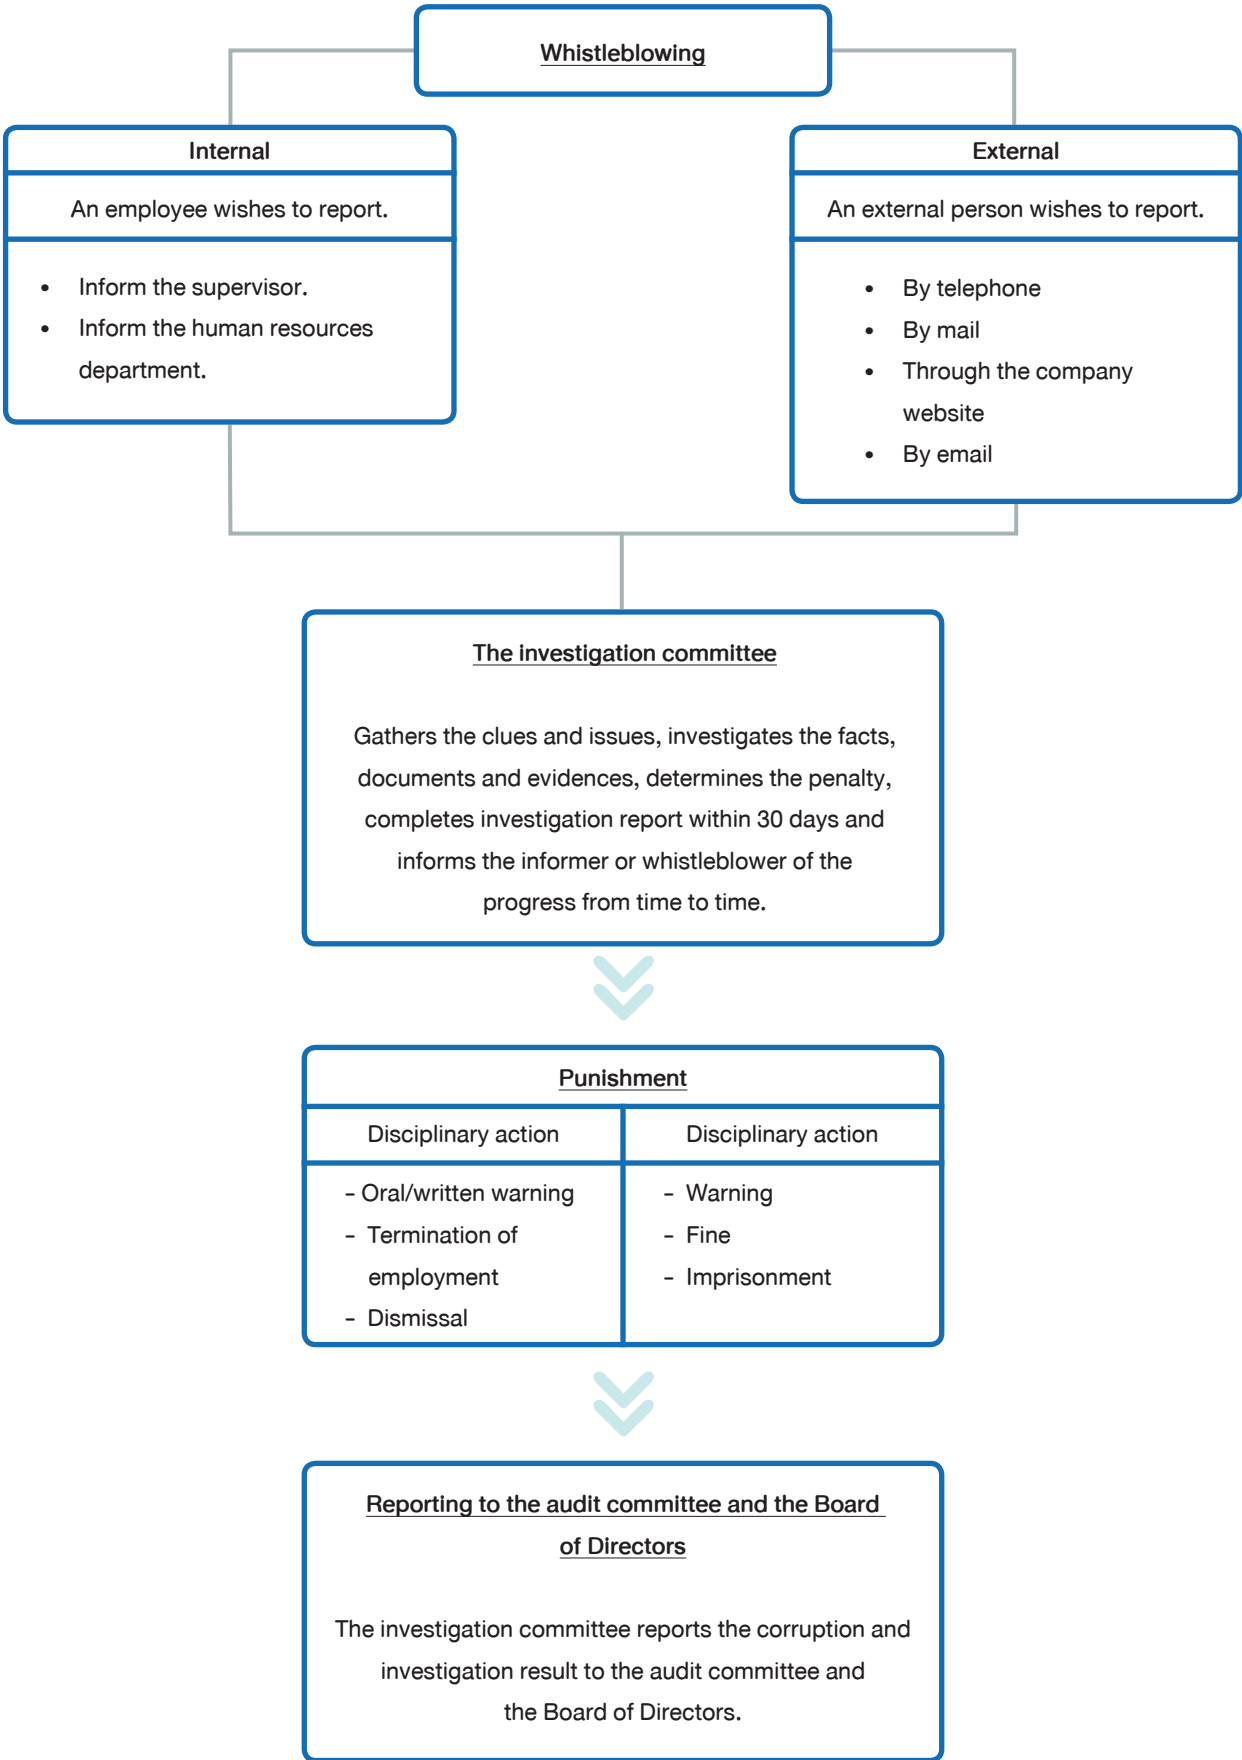 Whistleblowing
Internal
An employee wishes to report.
• Inform the supervisor.
• Inform the human resources
department.
External
An external person wishes to report.
• By telephone
• By mail
• Through the company
website
• By email
The investigation committee
Gathers the clues and issues, investigates the facts,
documents and evidences, determines the penalty,
completes investigation report within 30 days and
informs the informer or whistleblower of the
progress from time to time.
Punishment
Disciplinary action
- Oral/written warning
- Termination of
employment
- Dismissal
Disciplinary action
- Warning
- Fine
- Imprisonment
Reporting to the audit committee and the Board
of Directors
The investigation committee reports the corruption and
investigation result to the audit committee and
the Board of Directors.